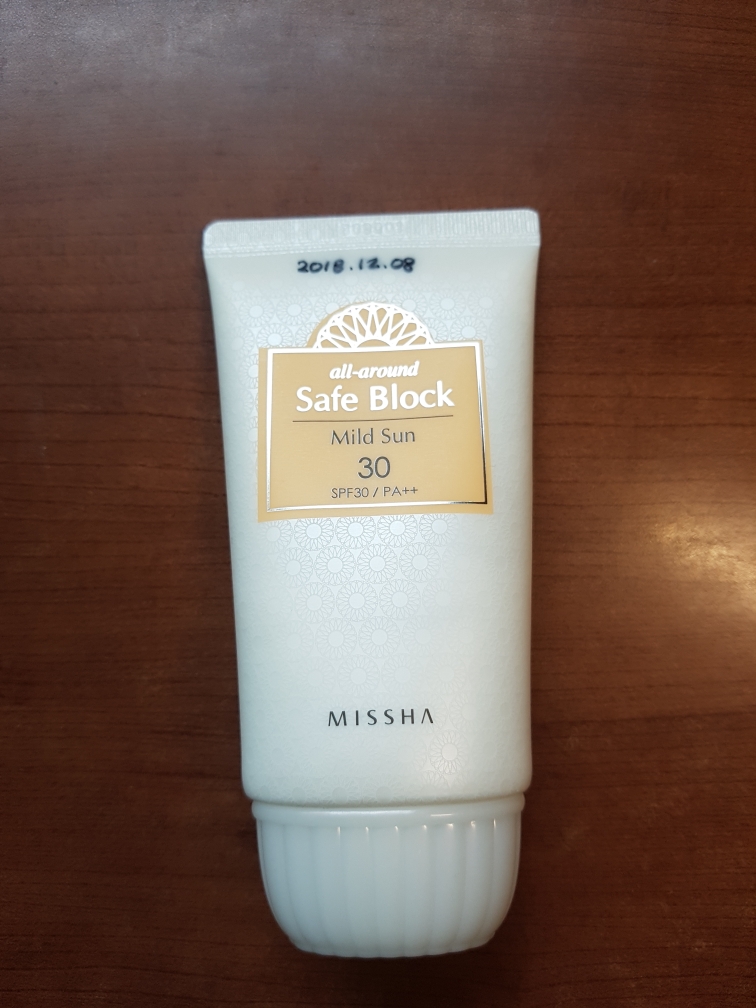 2018.12.08
all-around
Safe Block
Mild Sun
30
SPF30 / PA++
MISSHA